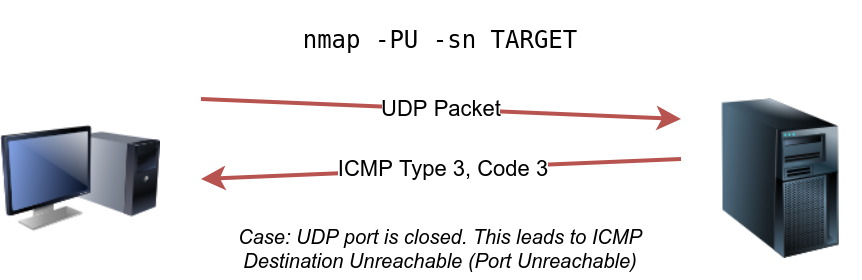 nmap -PU -sn TARGET
UDP Packet
ICMP Type 3, Code 3
Case: UDP port is closed. This leads to ICMP
Destination Unreachable (Port Unreachable)